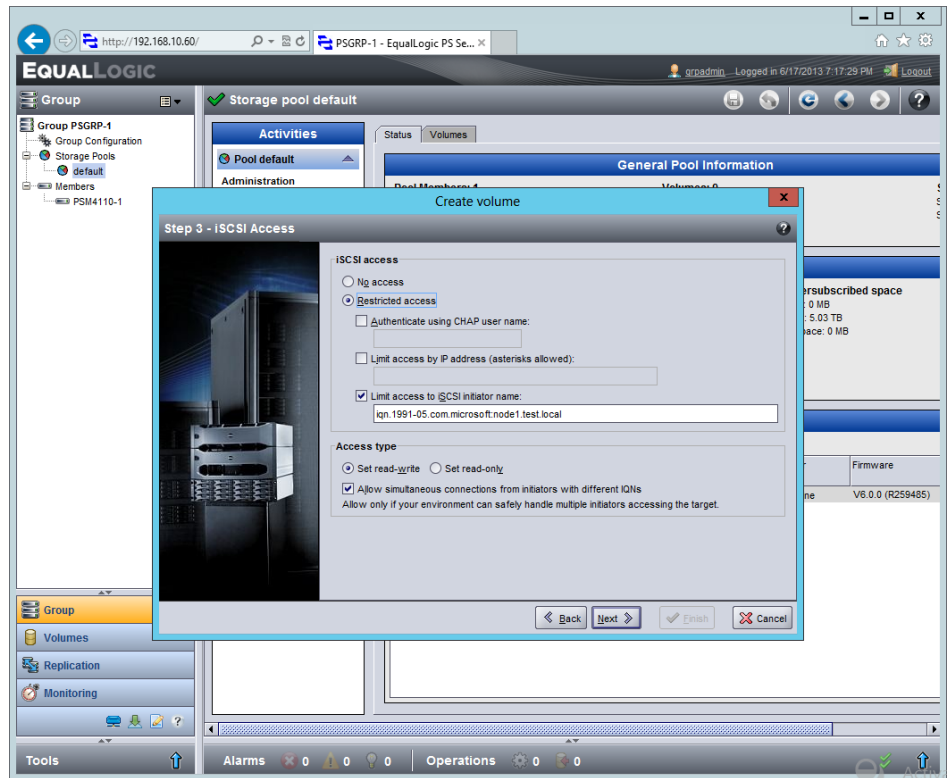 http://192.168.10.60/
PSGRP-1 - EqualLogic PS Se...
EQUALLOGIC
grpadmin Logged in 6/17/2013 7:17:29 PM Logout
Group
Storage pool default
Group PSGRP-1
Group Configuration
Storage Pools
default
Members
PSM4110-1
Activities
Pool default
Administration
Status Volumes
General Pool Information
Pool Members: 1 Volumes: 0
Create volume
Step 3 - iSCSI Access
iSCSI access
No access
Restricted access
Authenticate using CHAP user name:
Limit access by IP address (asterisks allowed):
Limit access to iSCSI initiator name:
iqn.1991-05.com.microsoft:node1.test.local
Access type
Set read-write Set read-only
Allow simultaneous connections from initiators with different IQNs
Allow only if your environment can safely handle multiple initiators accessing the target.
Back Next Finish Cancel
ersubscribed space
: 0 MB
: 5.03 TB
pace: 0 MB
Firmware
ne V6.0.0 (R259485)
Group
Volumes
Replication
Monitoring
Tools
Alarms 0 0 0 Operations 0 0